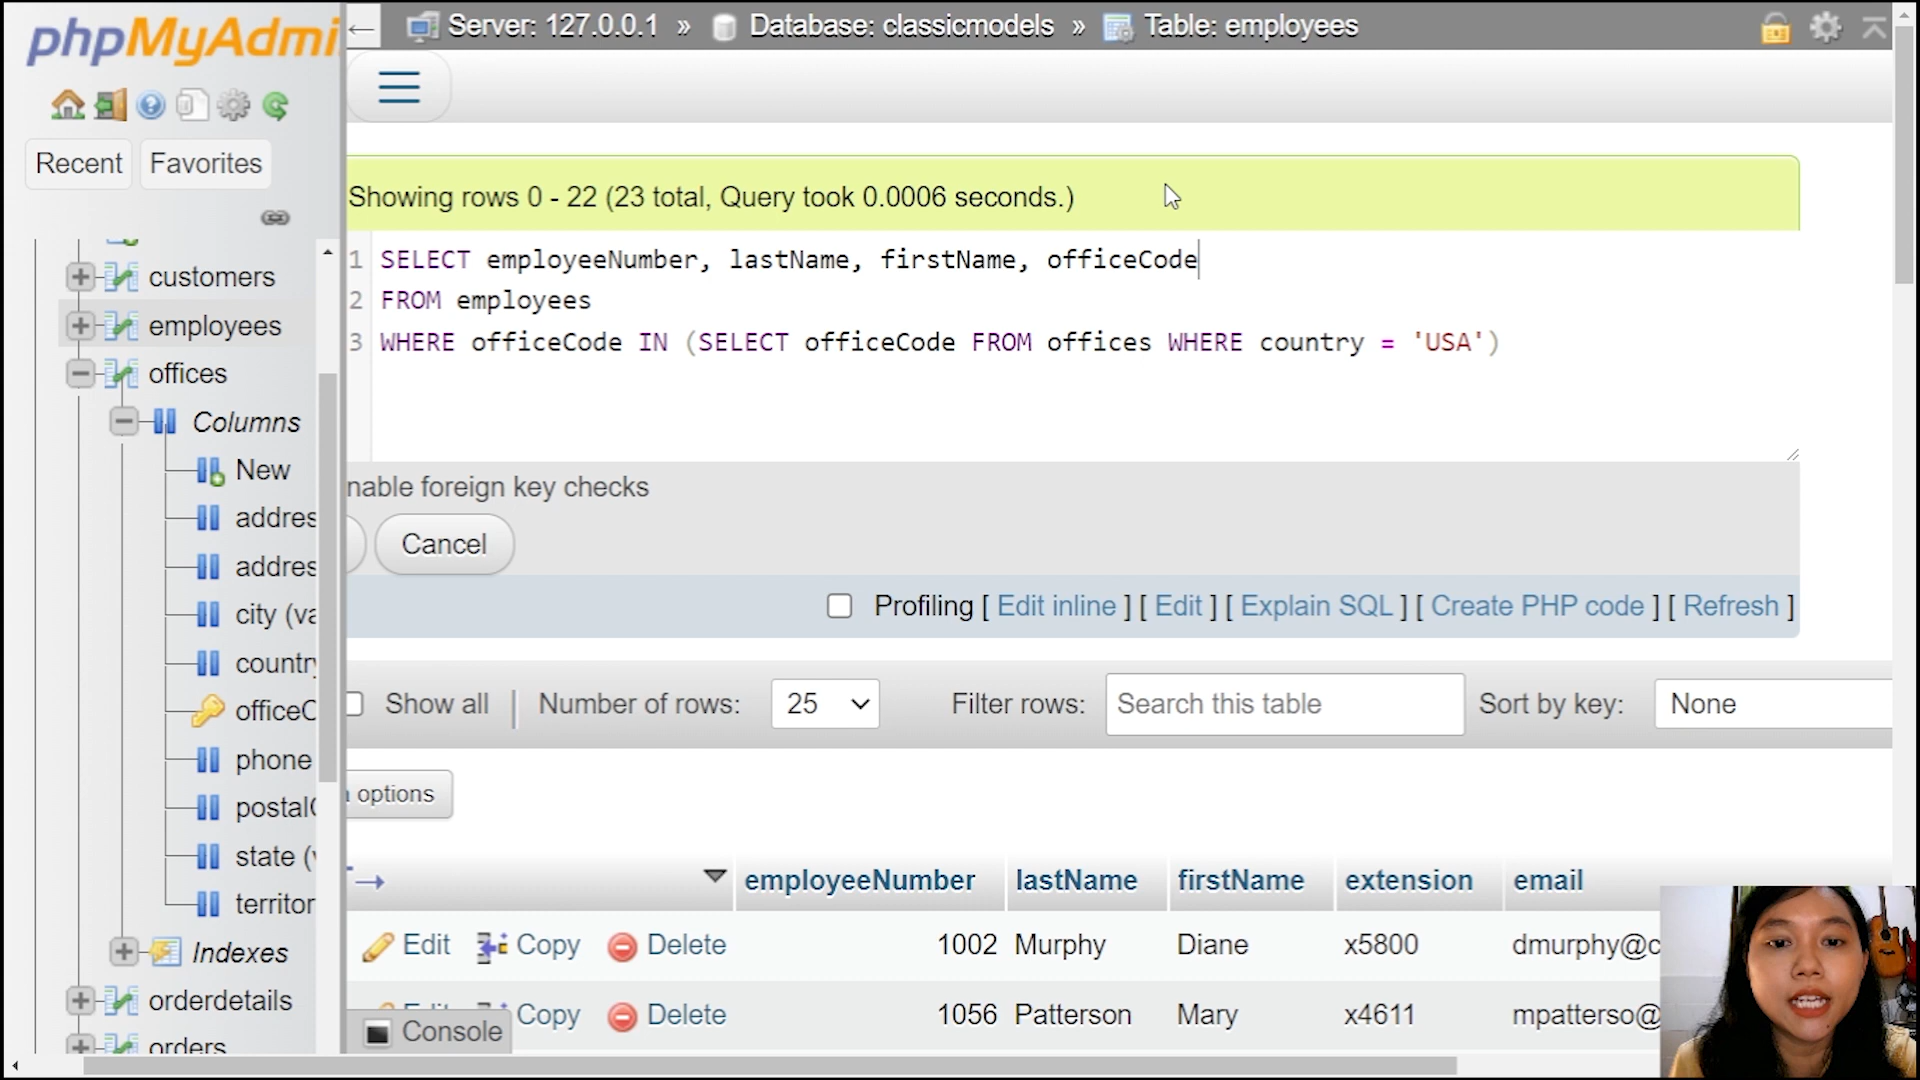 phpMyAdmi
Server: 127.0.0.1 » Database: classicmodels » Table: employees
Recent Favorites
customers
employees
offices
Columns
New
addres
addres
city (va
country
officeC
phone
postalC
state (v
territor
Indexes
orderdetails
orders
Showing rows 0 - 22 (23 total, Query took 0.0006 seconds.)
1 SELECT employeeNumber, lastName, firstName, officeCode
2 FROM employees
3 WHERE officeCode IN (SELECT officeCode FROM offices WHERE country = 'USA')
nable foreign key checks
Cancel
Profiling [ Edit inline ] [ Edit ] [ Explain SQL ] [ Create PHP code ] [ Refresh ]
Show all | Number of rows: 25 Filter rows: Search this table Sort by key: None
options
employeeNumber lastName firstName extension email
Edit Copy Delete 1002 Murphy Diane x5800 dmurphy@c
Edit Copy Delete 1056 Patterson Mary x4611 mpatterso@
Console